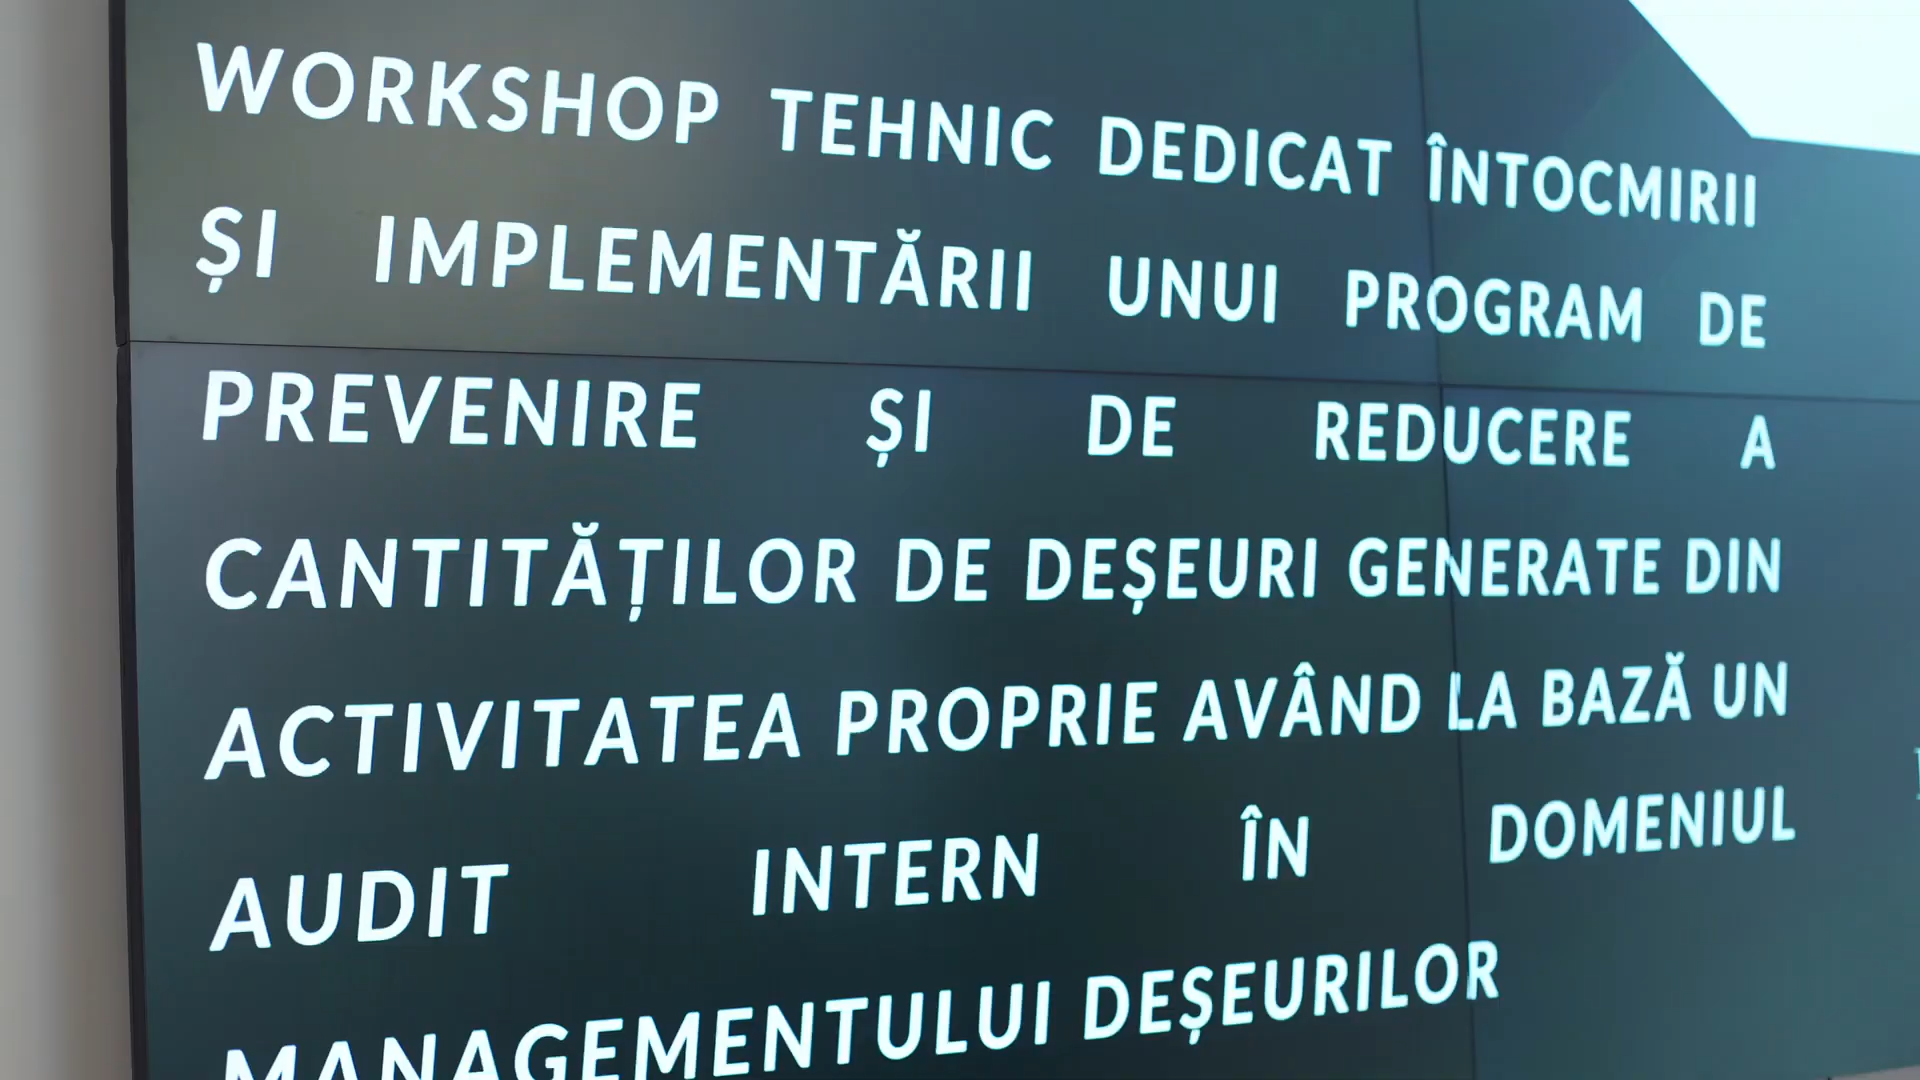 WORKSHOP TEHNIC DEDICAT ÎNTOCMIRII
ȘI IMPLEMENTĂRII UNUI PROGRAM DE
PREVENIRE ȘI DE REDUCERE A
CANTITĂȚILOR DE DEȘEURI GENERATE DIN
ACTIVITATEA PROPRIE AVÂND LA BAZĂ UN
AUDIT INTERN ÎN DOMENIUL
MANAGEMENTULUI DEȘEURILOR